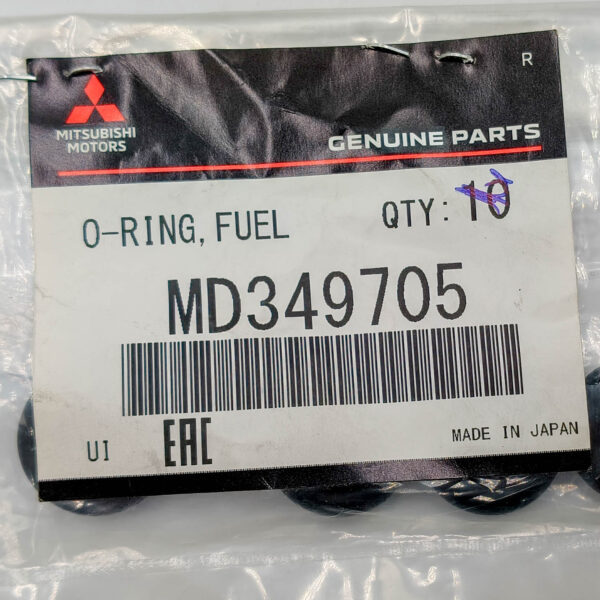 R
MITSUBISHI
MOTORS
GENUINE PARTS
O-RING, FUEL QTY: 10
MD349705
UI EAC MADE IN JAPAN